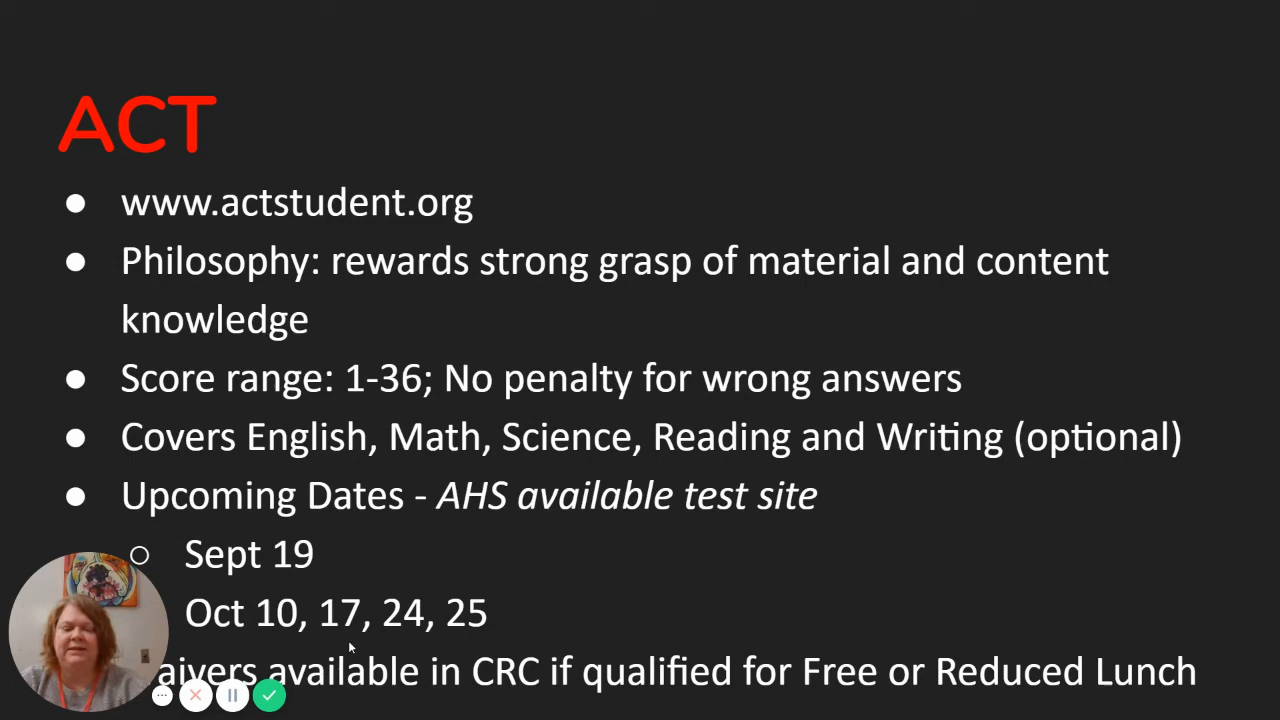 ACT
www.actstudent.org
Philosophy: rewards strong grasp of material and content
knowledge
Score range: 1-36; No penalty for wrong answers
Covers English, Math, Science, Reading and Writing (optional)
Upcoming Dates - AHS available test site
Sept 19
Oct 10, 17, 24, 25
available in CRC if qualified for Free or Reduced Lunch